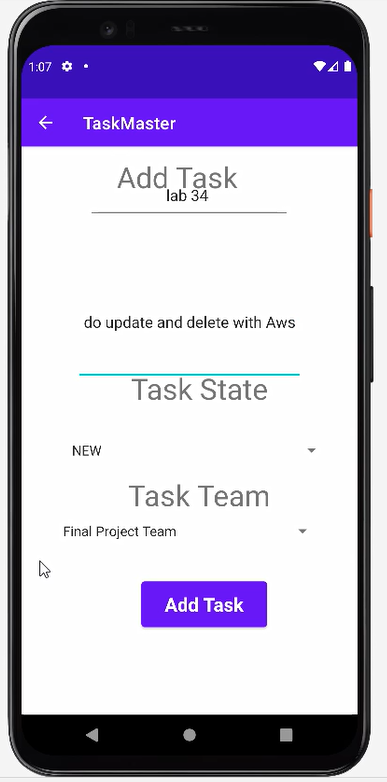 1:07
TaskMaster
Add Task
lab 34
do update and delete with Aws
Task State
NEW
Task Team
Final Project Team
Add Task